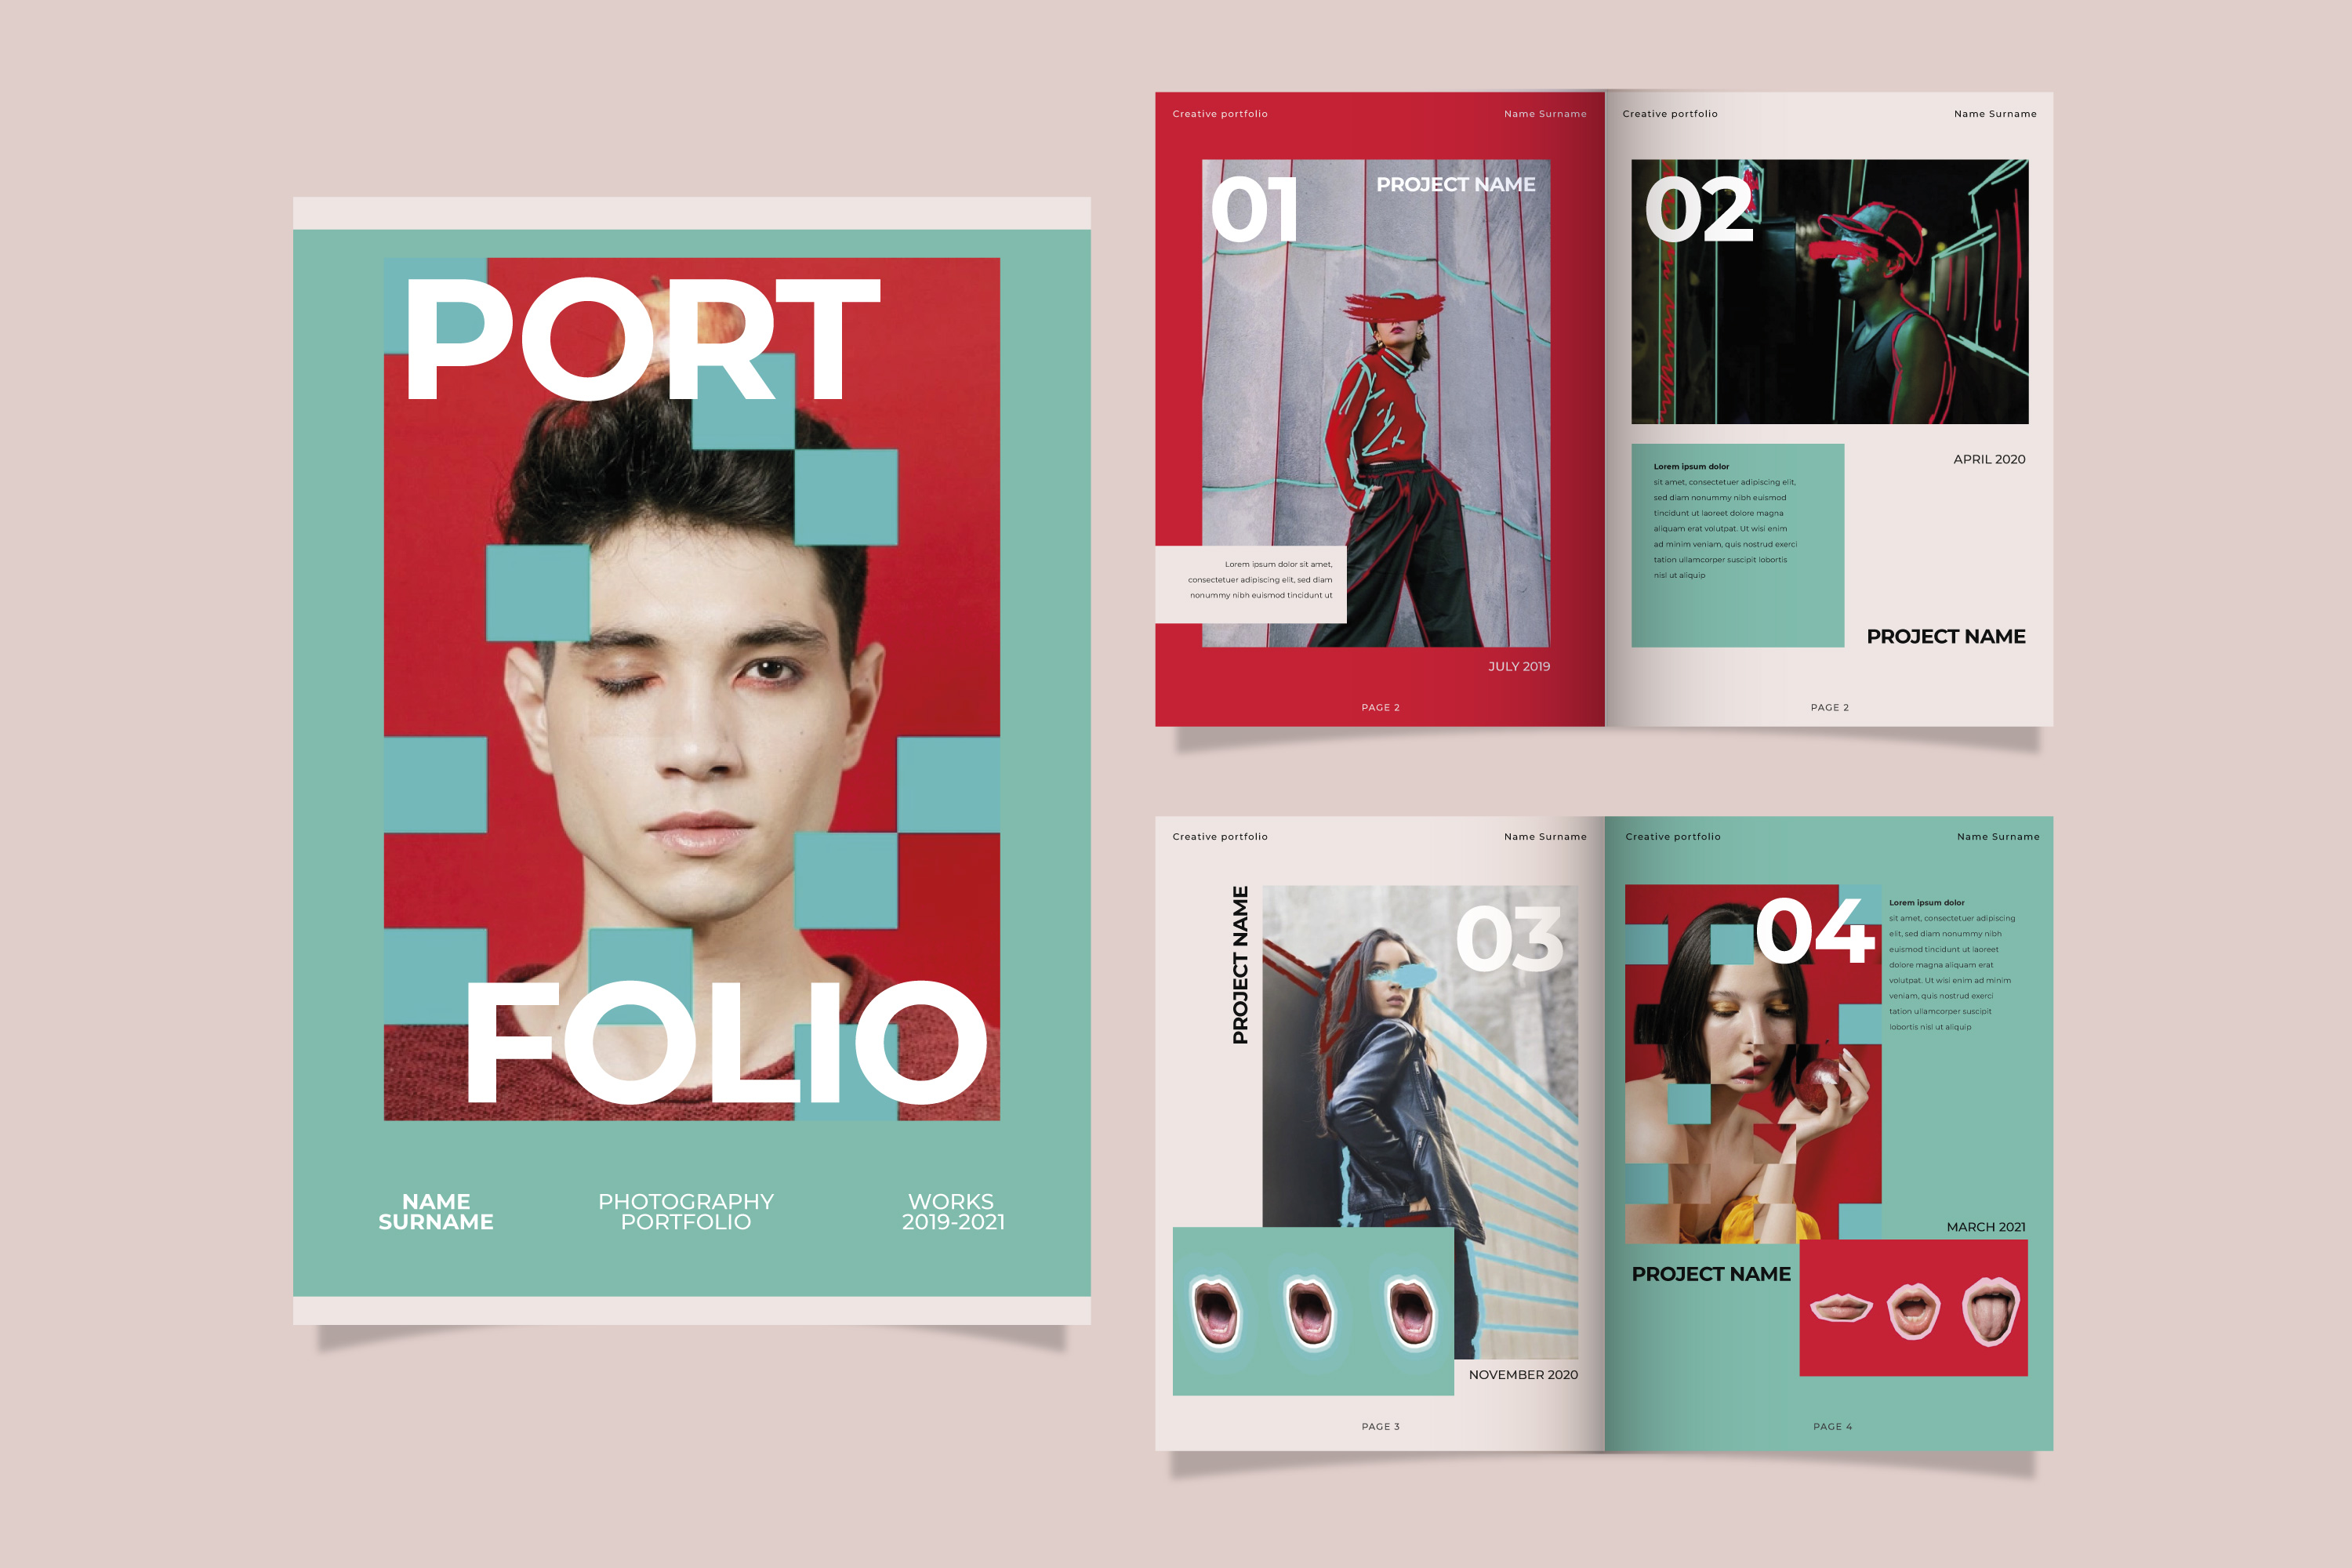 PORT
FOLIO
NAME
SURNAME
PHOTOGRAPHY
PORTFOLIO
WORKS
2019-2021
Creative portfolio
Name Surname
01
PROJECT NAME
Lorem ipsum dolor sit amet,
consectetuer adipiscing elit, sed diam
nonummy nibh euismod tincidunt ut
JULY 2019
PAGE 2
Creative portfolio
Name Surname
02
APRIL 2020
Lorem ipsum dolor
sit amet, consectetuer adipiscing elit,
sed diam nonummy nibh euismod
tincidunt ut laoreet dolore magna
aliquam erat volutpat. Ut wisi enim
ad minim veniam, quis nostrud exerci
tation ullamcorper suscipit lobortis
nisl ut aliquip
PROJECT NAME
PAGE 2
Creative portfolio
Name Surname
PROJECT NAME
03
NOVEMBER 2020
PAGE 3
Creative portfolio
Name Surname
04
Lorem ipsum dolor
sit amet, consectetuer adipiscing
elit, sed diam nonummy nibh
euismod tincidunt ut laoreet
dolore magna aliquam erat
volutpat. Ut wisi enim ad minim
veniam, quis nostrud exerci
tation ullamcorper suscipit
lobortis nisl ut aliquip
MARCH 2021
PROJECT NAME
PAGE 4